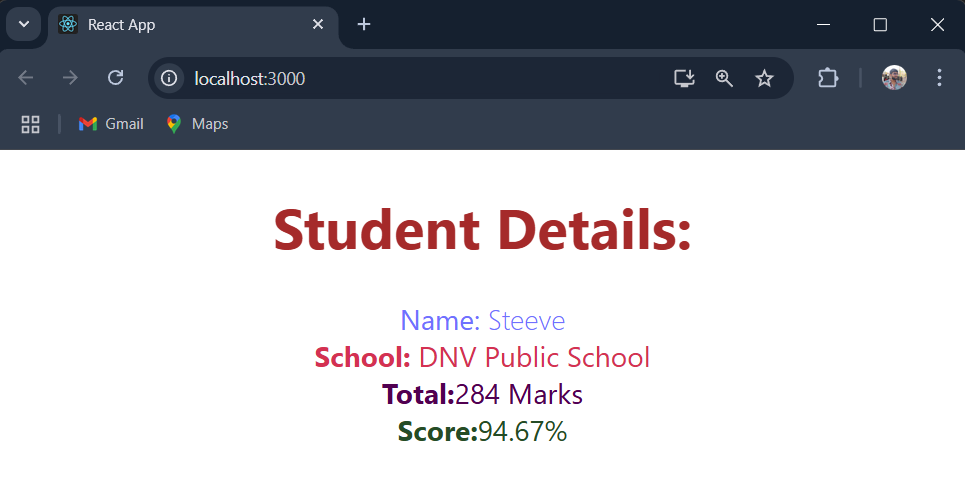 React App
localhost:3000
Gmail
Maps
Student Details:
Name: Steeve
School: DNV Public School
Total:284 Marks
Score:94.67%